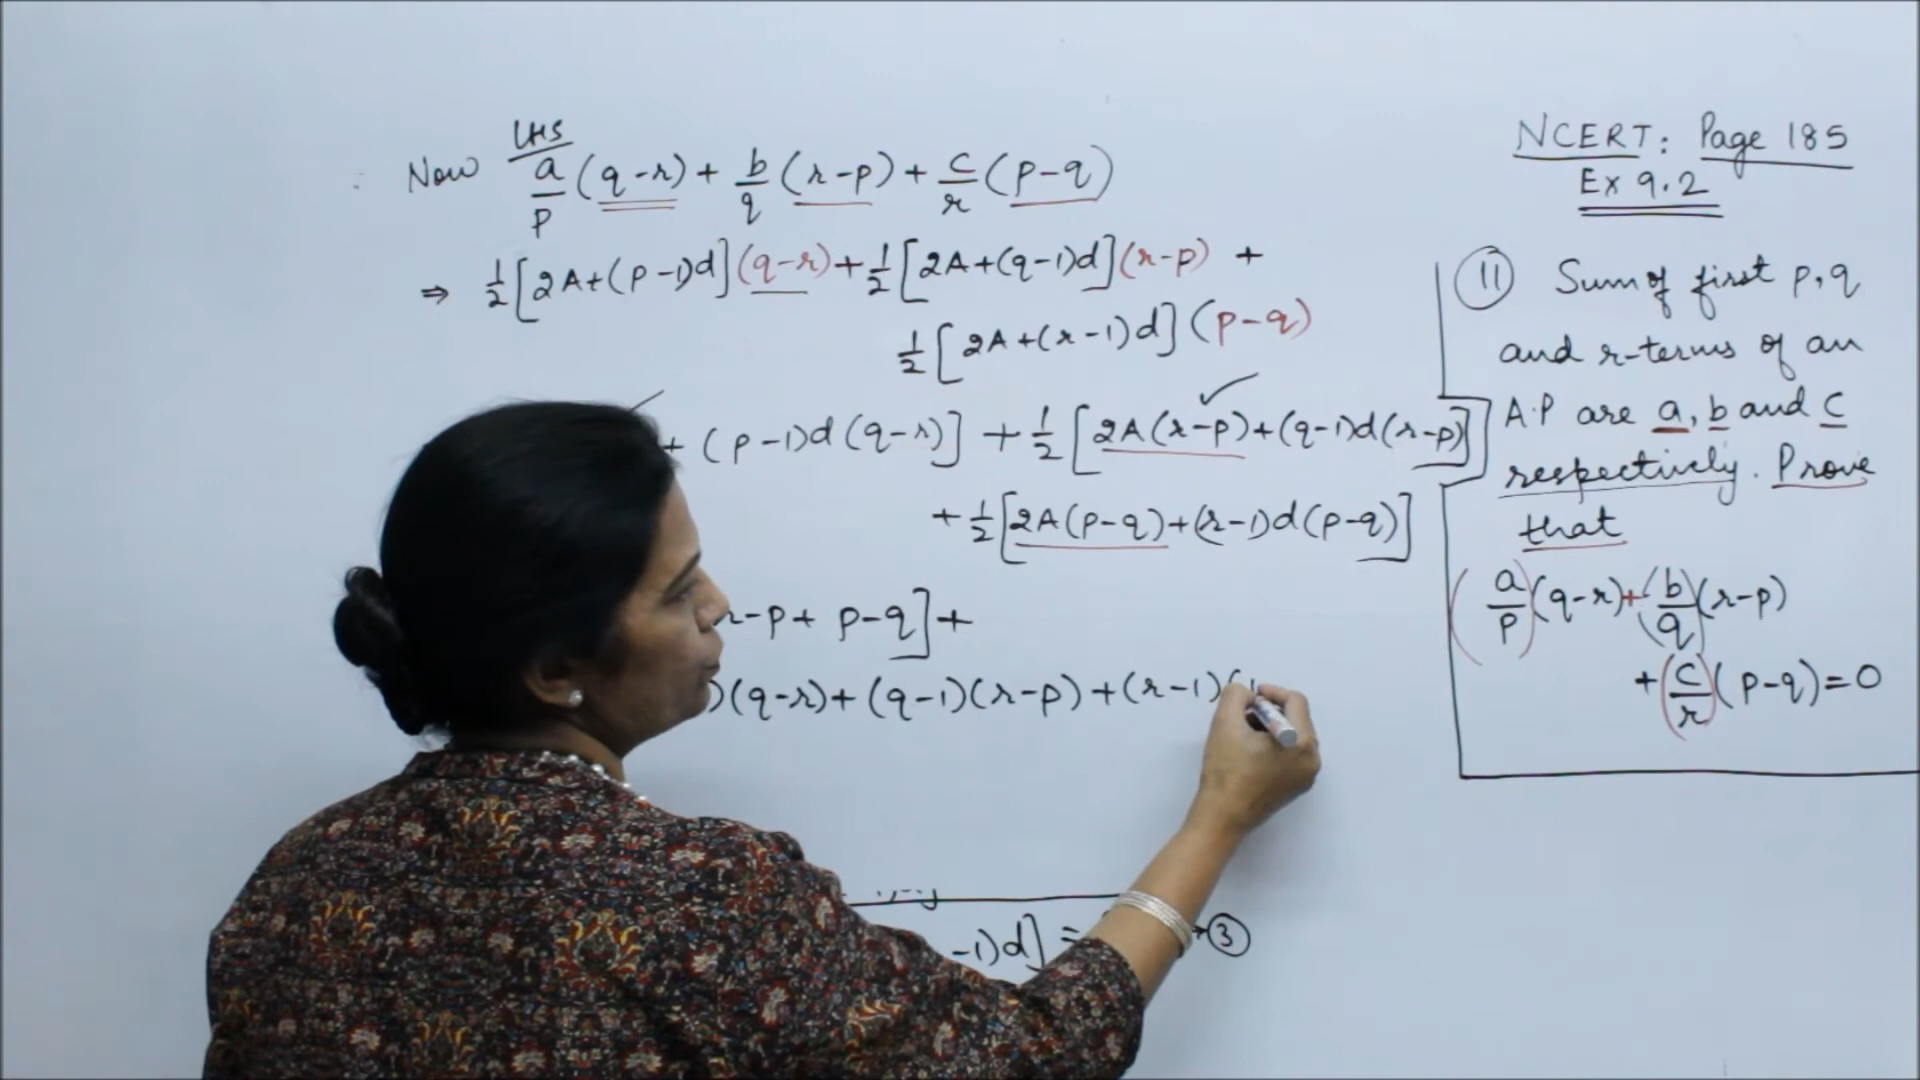 LHS
Now a/p (q-r) + b/q (r-p) + c/r (p-q)
⇒ 1/2 [2A+(p-1)d] (q-r) + 1/2 [2A+(q-1)d] (r-p) +
1/2 [2A+(r-1)d] (p-q)
+ (p-1)d (q-r)] + 1/2 [2A(r-p)+(q-1)d(r-p)]
+ 1/2 [2A(p-q)+(r-1)d(p-q)]
r-p+ p-q] +
)(q-r) + (q-1)(r-p) + (r-1)(
-1)d] = → ③
NCERT: Page 185
Ex 9.2
⑪ Sum of first p, q
and r-terms of an
A.P are a, b and c
respectively. Prove
that
(a/p)(q-r)+(b/q)(r-p)
+(c/r)(p-q)=0